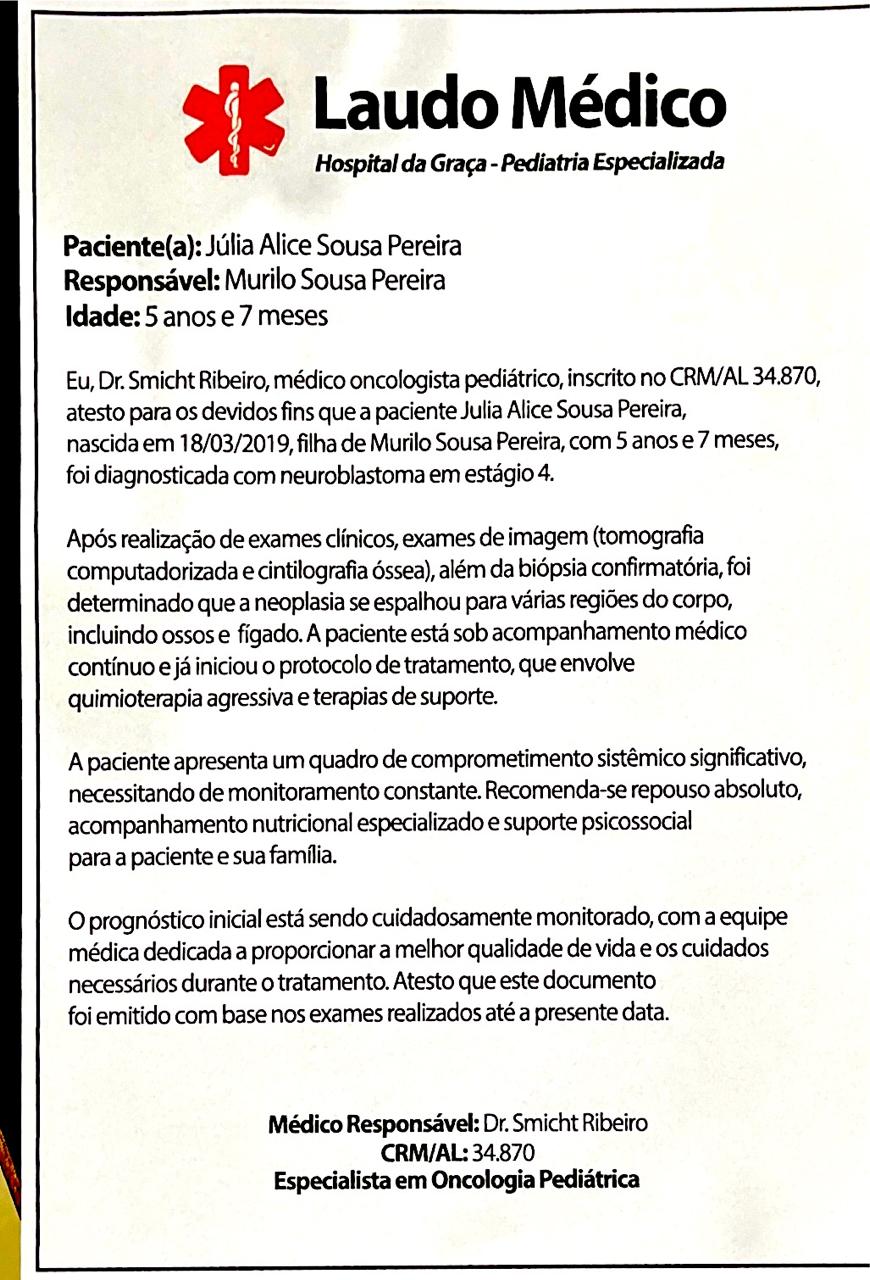 Laudo Médico
Hospital da Graça - Pediatria Especializada
Paciente(a): Júlia Alice Sousa Pereira
Responsável: Murilo Sousa Pereira
Idade: 5 anos e 7 meses
Eu, Dr. Smicht Ribeiro, médico oncologista pediátrico, inscrito no CRM/AL 34.870,
atesto para os devidos fins que a paciente Julia Alice Sousa Pereira,
nascida em 18/03/2019, filha de Murilo Sousa Pereira, com 5 anos e 7 meses,
foi diagnosticada com neuroblastoma em estágio 4.
Após realização de exames clínicos, exames de imagem (tomografia
computadorizada e cintilografia óssea), além da biópsia confirmatória, foi
determinado que a neoplasia se espalhou para várias regiões do corpo,
incluindo ossos e fígado. A paciente está sob acompanhamento médico
contínuo e já iniciou o protocolo de tratamento, que envolve
quimioterapia agressiva e terapias de suporte.
A paciente apresenta um quadro de comprometimento sistêmico significativo,
necessitando de monitoramento constante. Recomenda-se repouso absoluto,
acompanhamento nutricional especializado e suporte psicossocial
para a paciente e sua família.
O prognóstico inicial está sendo cuidadosamente monitorado, com a equipe
médica dedicada a proporcionar a melhor qualidade de vida e os cuidados
necessários durante o tratamento. Atesto que este documento
foi emitido com base nos exames realizados até a presente data.
Médico Responsável: Dr. Smicht Ribeiro
CRM/AL: 34.870
Especialista em Oncologia Pediátrica